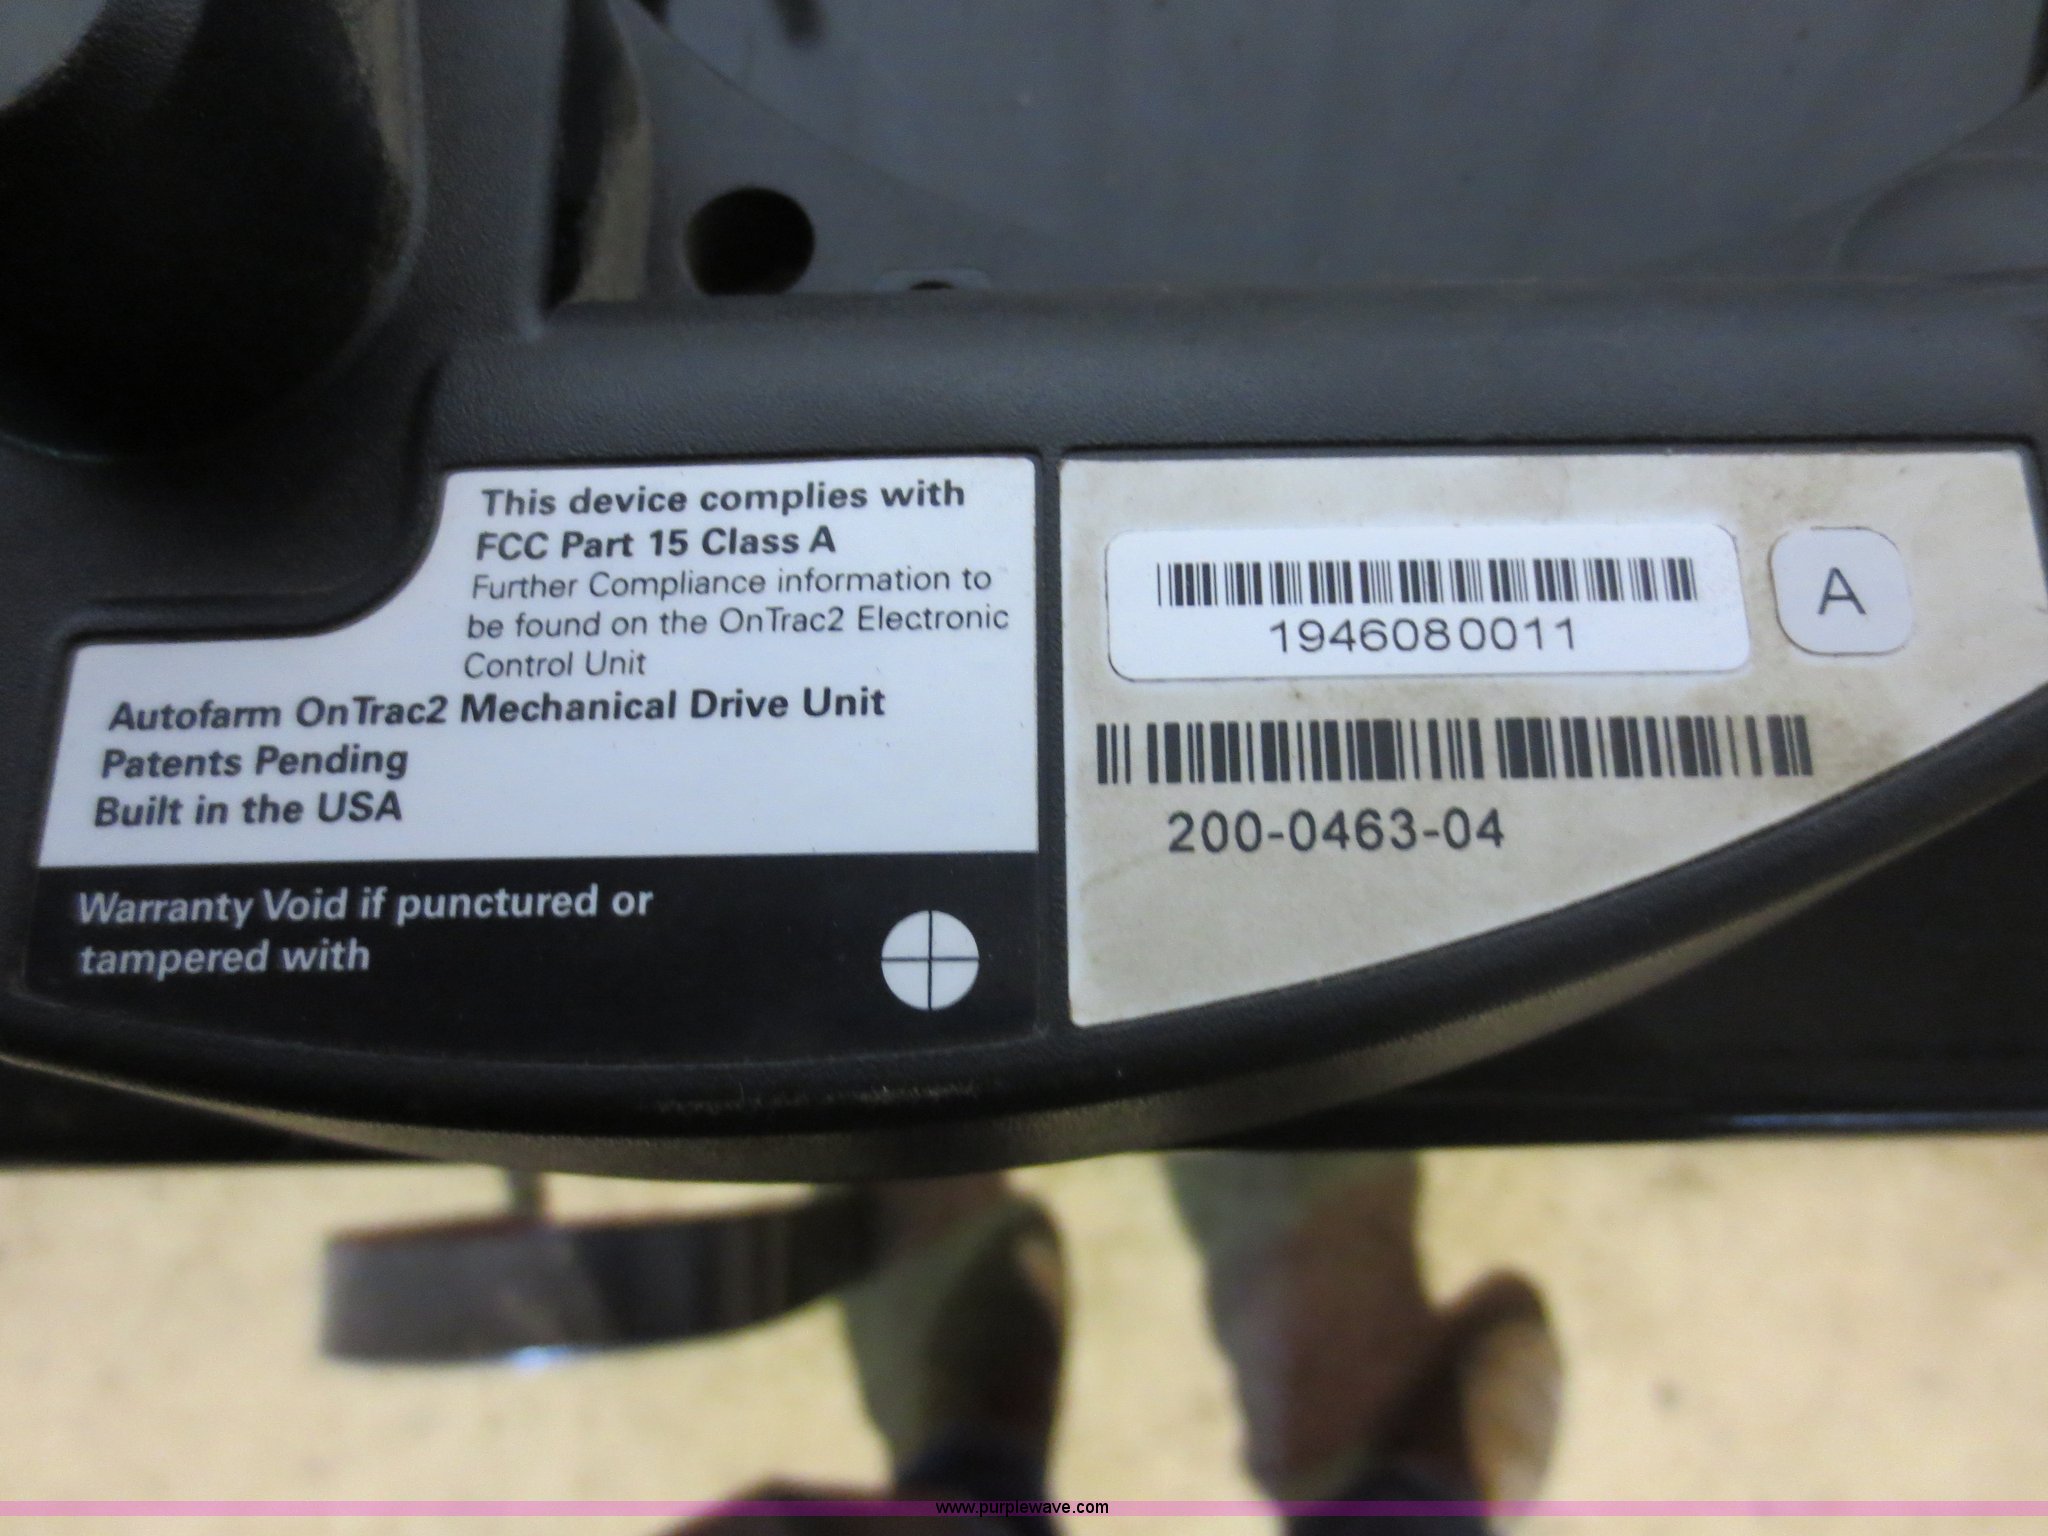 This device complies with
FCC Part 15 Class A
Further Compliance information to
be found on the OnTrac2 Electronic
Control Unit
Autofarm OnTrac2 Mechanical Drive Unit
Patents Pending
Built in the USA
Warranty Void if punctured or
tampered with
1946080011
A
200-0463-04
www.purplewave.com